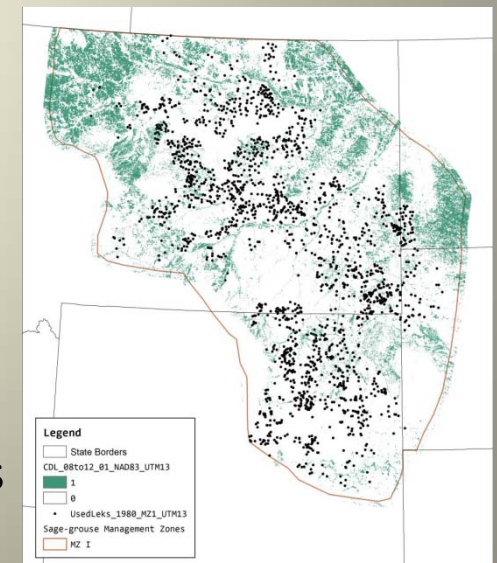 Legend
State Borders
CDL_08to12_01_NAD83_UTM13
1
0
UsedLeks_1980_MZ1_UTM13
Sage-grouse Management Zones
MZ I
s